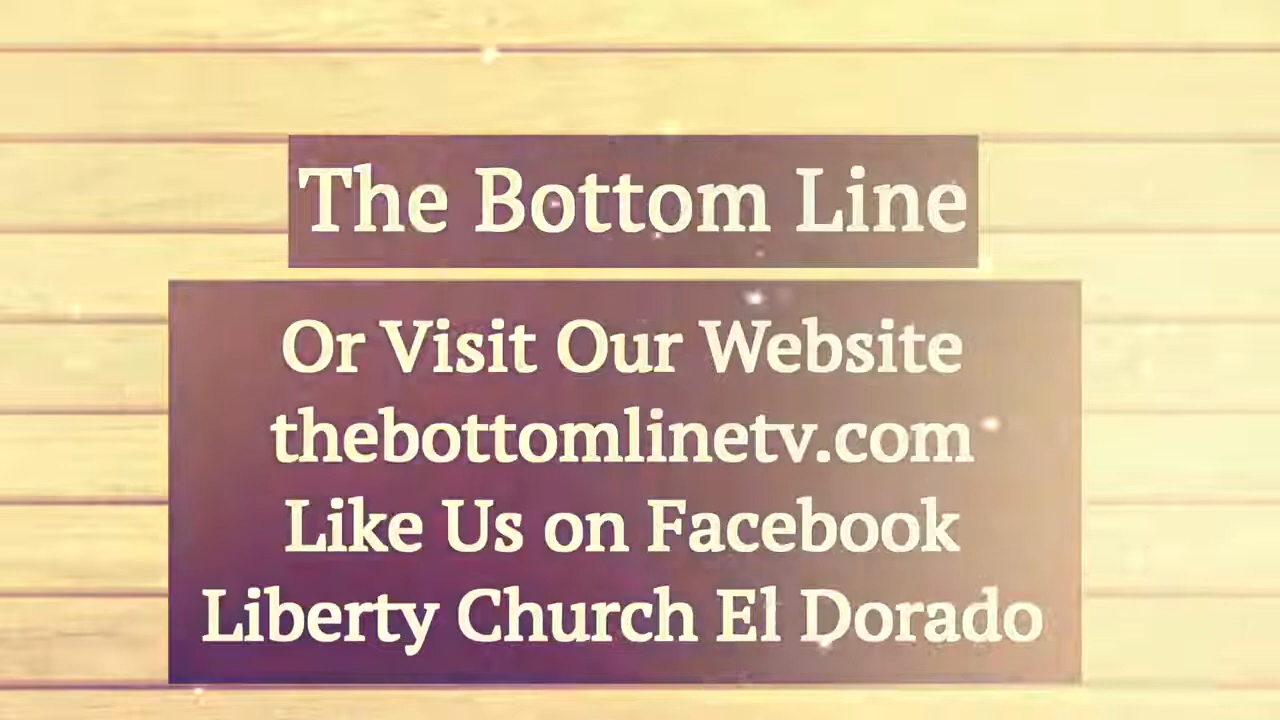 The Bottom Line
Or Visit Our Website
thebottomlinetv.com
Like Us on Facebook
Liberty Church El Dorado